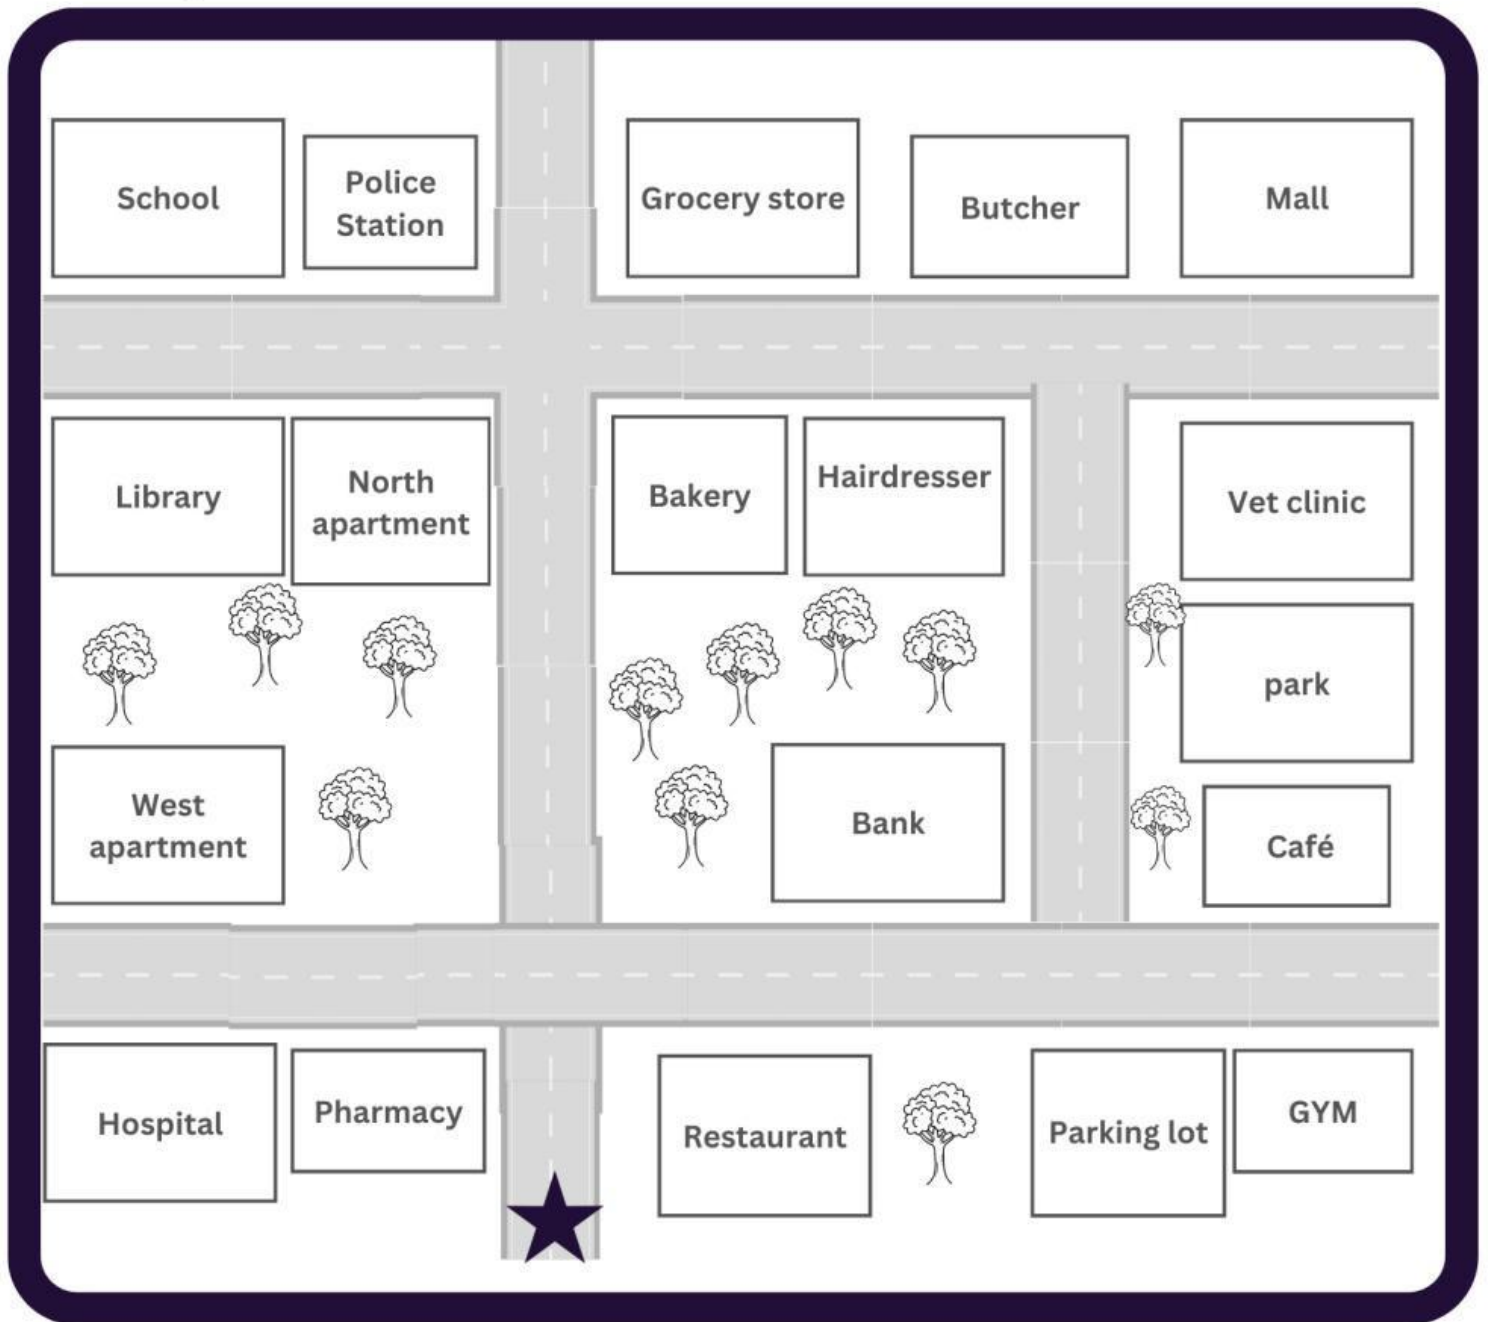 School
Police
Station
Grocery store
Butcher
Mall
Library
North
apartment
Bakery
Hairdresser
Vet clinic
park
West
apartment
Bank
Café
Hospital
Pharmacy
Restaurant
Parking lot
GYM